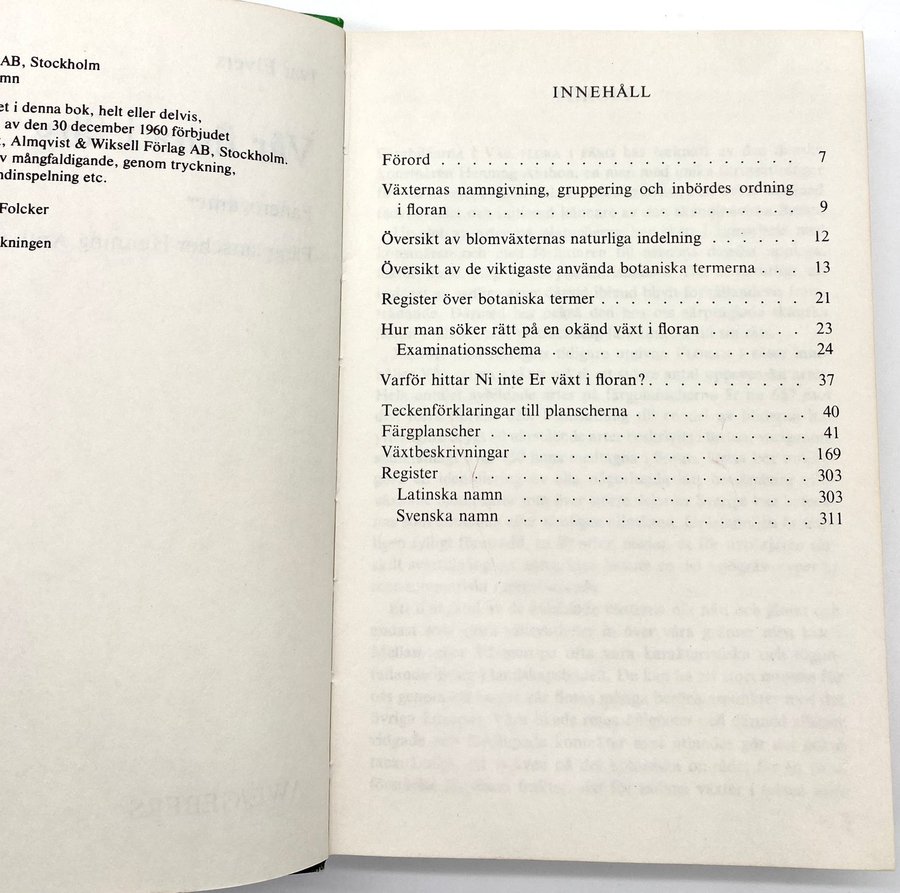 AB, Stockholm
mn
et i denna bok, helt eller delvis,
av den 30 december 1960 förbjudet
, Almqvist & Wiksell Förlag AB, Stockholm.
v mångfaldigande, genom tryckning,
ndinspelning etc.
Folcker
kningen
INNEHÅLL
Förord . . . . . . . . . . . . . . . . . . . 7
Växternas namngivning, gruppering och inbördes ordning
i floran . . . . . . . . . . . . . . . . . . 9
Översikt av blomväxternas naturliga indelning . . . . . . . 12
Översikt av de viktigaste använda botaniska termerna . . . 13
Register över botaniska termer . . . . . . . . . . . 21
Hur man söker rätt på en okänd växt i floran . . . . . . 23
Examinationsschema . . . . . . . . . . . . . . 24
Varför hittar Ni inte Er växt i floran? . . . . . . . . . . 37
Teckenförklaringar till planscherna . . . . . . . . . . 40
Färgplanscher . . . . . . . . . . . . . . . . . 41
Växtbeskrivningar . . . . . . . . . . . . . . . . 169
Register . . . . . . . . . . . . . . . . . . . 303
Latinska namn . . . . . . . . . . . . . . . . 303
Svenska namn . . . . . . . . . . . . . . . . 311